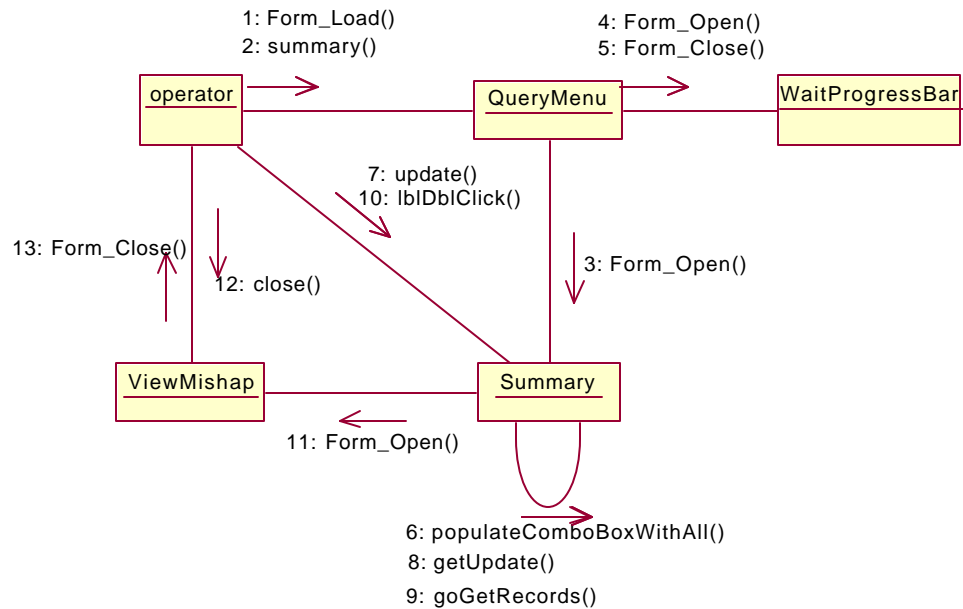 1: Form_Load()
2: summary()
4: Form_Open()
5: Form_Close()
operator
QueryMenu
WaitProgressBar
7: update()
10: lblDblClick()
13: Form_Close()
12: close()
3: Form_Open()
ViewMishap
Summary
11: Form_Open()
6: populateComboBoxWithAll()
8: getUpdate()
9: goGetRecords()